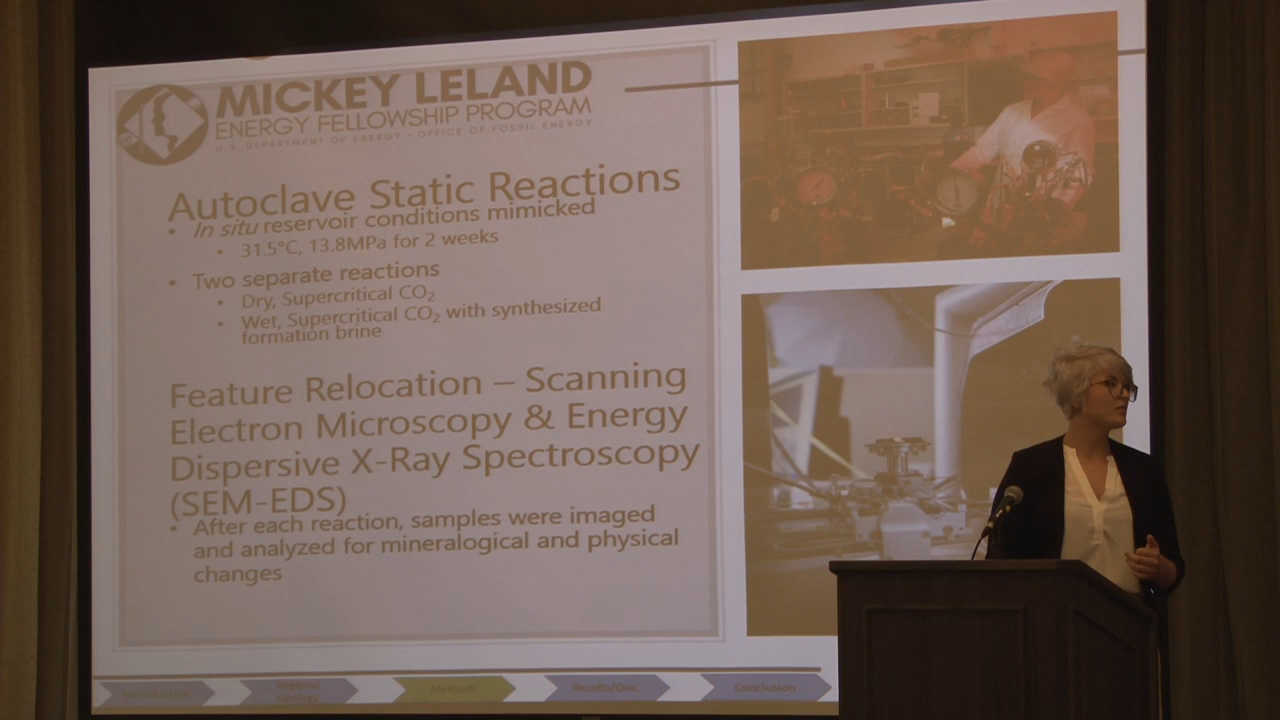 MICKEY LELAND
ENERGY FELLOWSHIP PROGRAM
U.S. DEPARTMENT OF ENERGY • OFFICE OF FOSSIL ENERGY
Autoclave Static Reactions
• In situ reservoir conditions mimicked
• 31.5°C, 13.8MPa for 2 weeks
• Two separate reactions
• Dry, Supercritical CO₂
• Wet, Supercritical CO₂ with synthesized
formation brine
Feature Relocation – Scanning
Electron Microscopy & Energy
Dispersive X-Ray Spectroscopy
(SEM-EDS)
• After each reaction, samples were imaged
and analyzed for mineralogical and physical
changes
Introduction
Regional
Geology
Methods
Results/Disc.
Conclusion